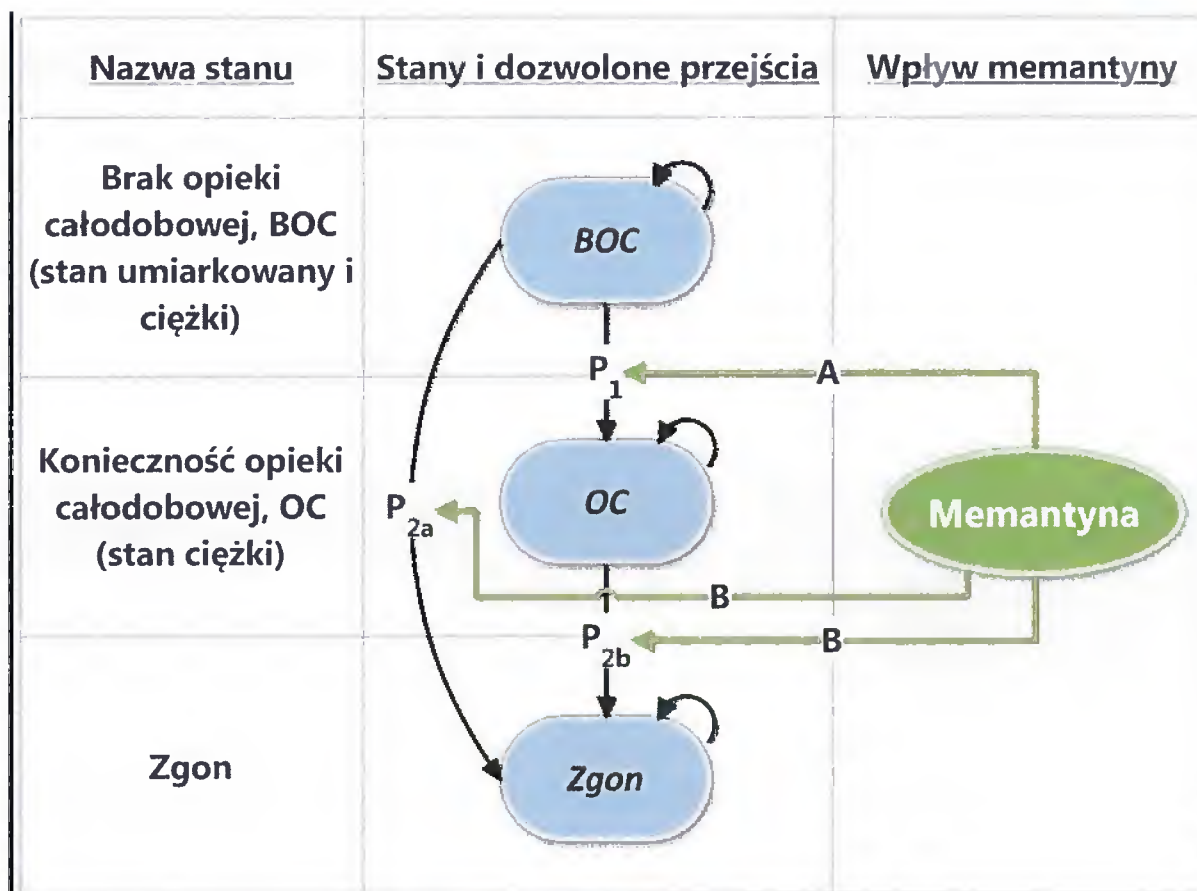 Nazwa stanu
Stany i dozwolone przejścia
Wpływ memantyny
Brak opieki
całodobowej, BOC
(stan umiarkowany i
ciężki)
BOC
P1
A
Konieczność opieki
całodobowej, OC
(stan ciężki)
P2a
OC
Memantyna
B
P2b
B
Zgon
Zgon